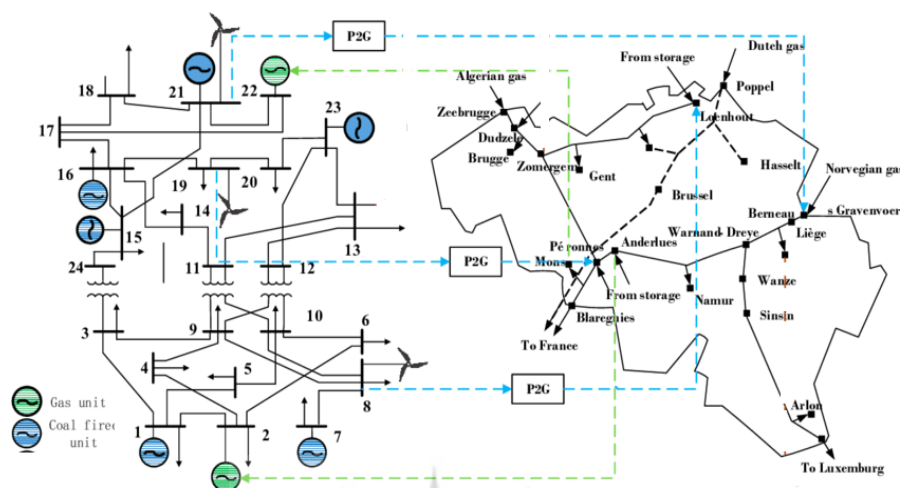 P2G
21
22
18
23
17
16
19
20
14
15
13
24
11
12
P2G
3
9
10
6
4
5
8
P2G
1
2
7
Gas unit
Coal fired
unit
Dutch gas
From storage
Poppel
Algerian gas
Zeebrugge
Loenhout
Dudzele
Brugge
Zomergem
Gent
Hasselt
Norvegian gas
Brussel
Berneau
s Gravenvoer
Warnand-Dreye
Liège
Péronnes
Anderlues
Mons
Wanze
From storage
Namur
Blaregnies
Sinsin
To France
Arlon
To Luxemburg